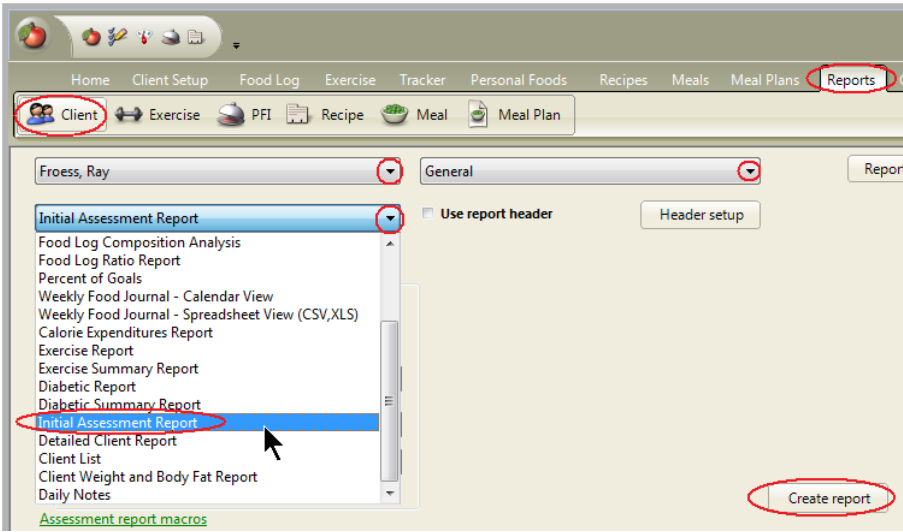 Home Client Setup Food Log Exercise Tracker Personal Foods Recipes Meals Meal Plans Reports
Client Exercise PFI Recipe Meal Meal Plan
Froess, Ray General Repor
Initial Assessment Report Use report header Header setup
Food Log Composition Analysis
Food Log Ratio Report
Percent of Goals
Weekly Food Journal - Calendar View
Weekly Food Journal - Spreadsheet View (CSV,XLS)
Calorie Expenditures Report
Exercise Report
Exercise Summary Report
Diabetic Report
Diabetic Summary Report
Initial Assessment Report
Detailed Client Report
Client List
Client Weight and Body Fat Report
Daily Notes
Create report
Assessment report macros